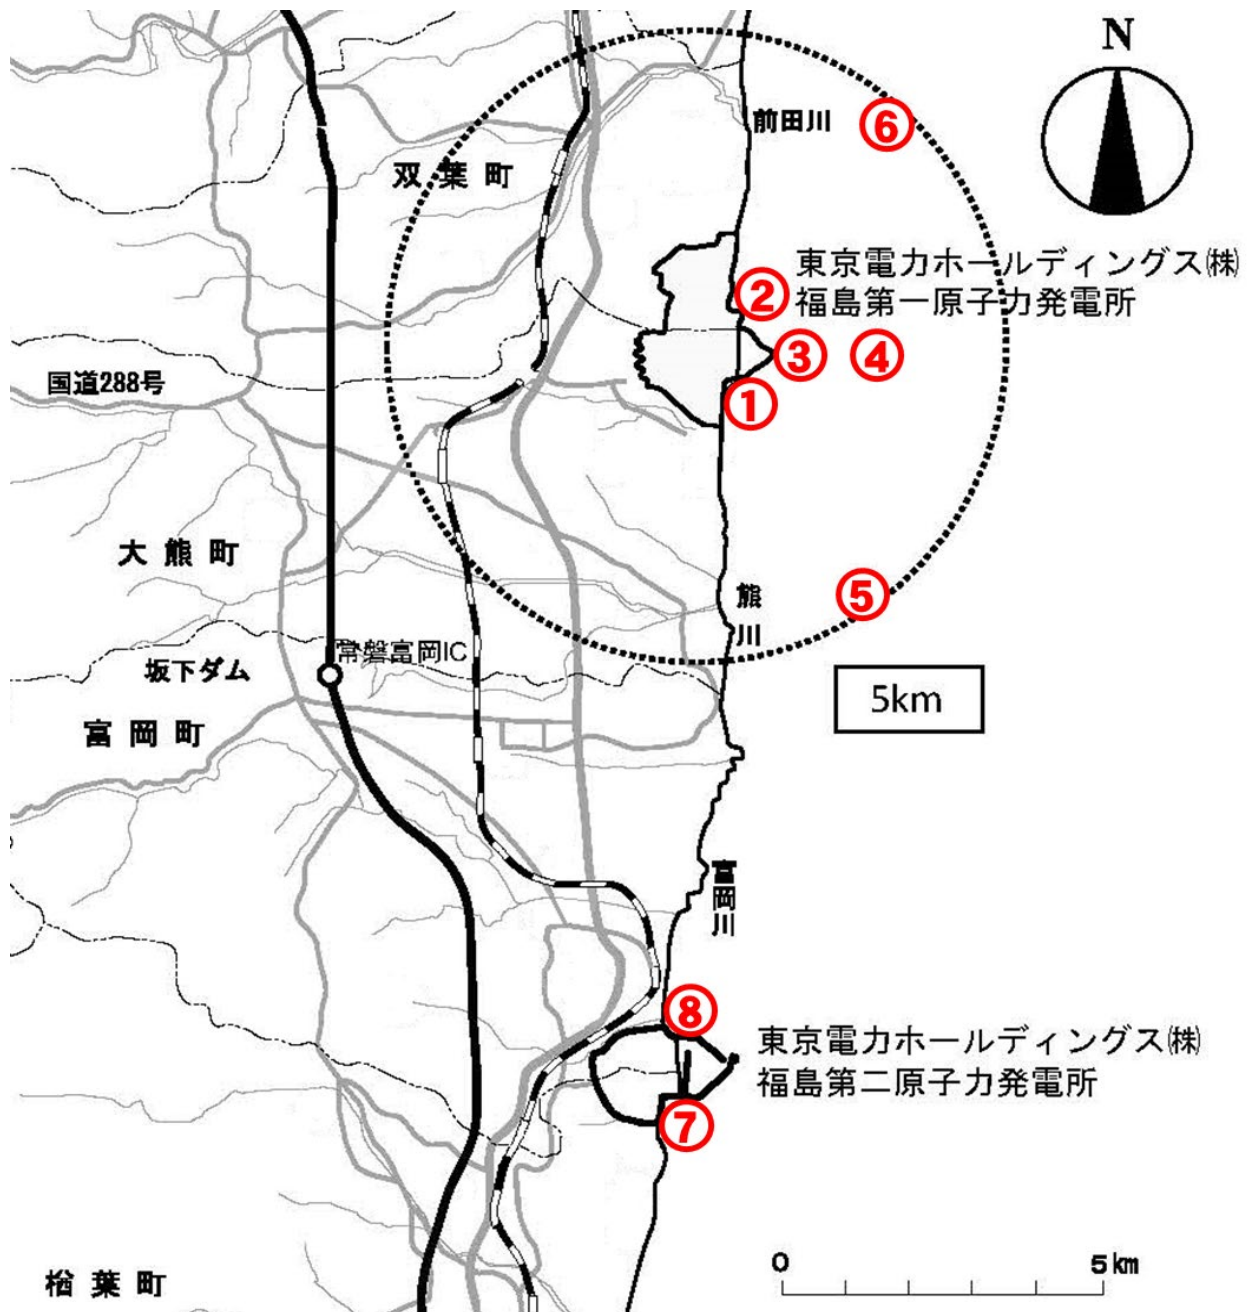 N
前田川
⑥
双葉町
東京電力ホールディングス㈱
福島第一原子力発電所
②
③
④
国道288号
①
大熊町
⑤
熊川
常磐富岡IC
坂下ダム
5km
富岡町
富岡川
⑧
東京電力ホールディングス㈱
福島第二原子力発電所
⑦
0
5km
楢葉町